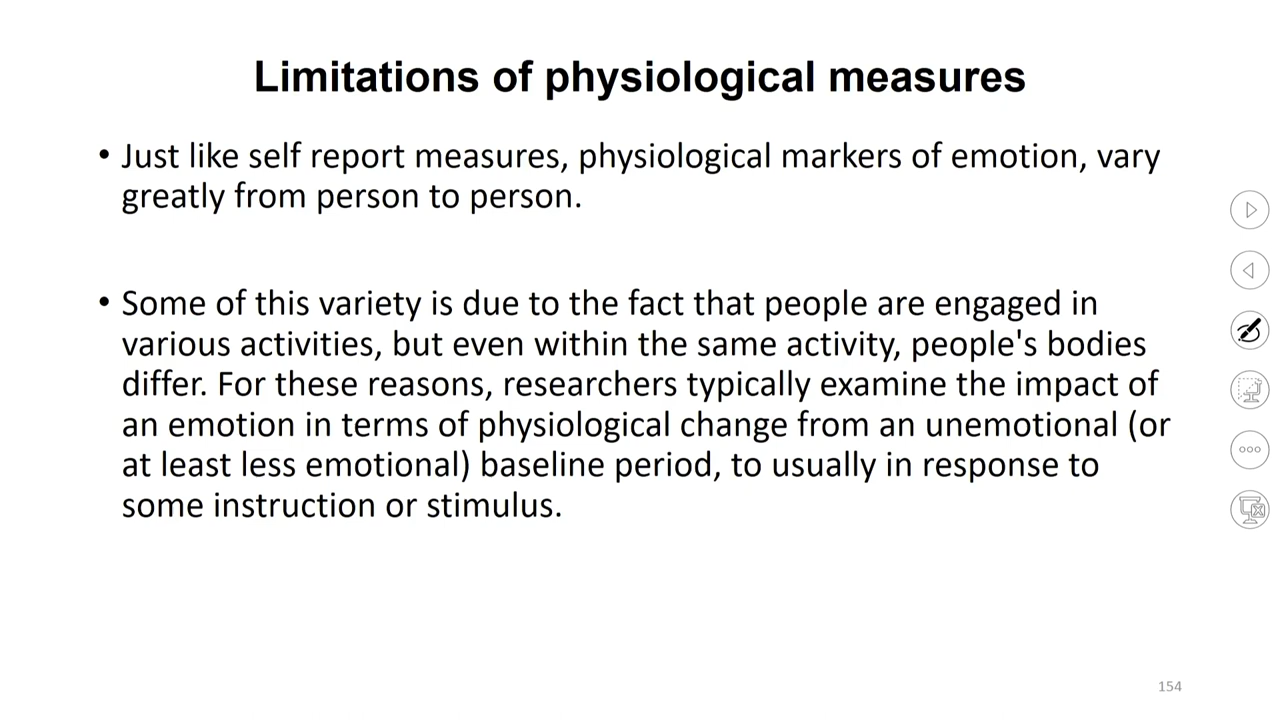 Limitations of physiological measures
• Just like self report measures, physiological markers of emotion, vary
greatly from person to person.
• Some of this variety is due to the fact that people are engaged in
various activities, but even within the same activity, people's bodies
differ. For these reasons, researchers typically examine the impact of
an emotion in terms of physiological change from an unemotional (or
at least less emotional) baseline period, to usually in response to
some instruction or stimulus.
154